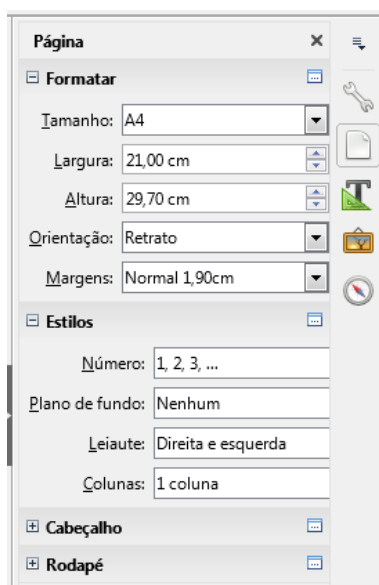 Página
Formatar
Tamanho: A4
Largura: 21,00 cm
Altura: 29,70 cm
Orientação: Retrato
Margens: Normal 1,90cm
Estilos
Número: 1, 2, 3, ...
Plano de fundo: Nenhum
Leiaute: Direita e esquerda
Colunas: 1 coluna
Cabeçalho
Rodapé